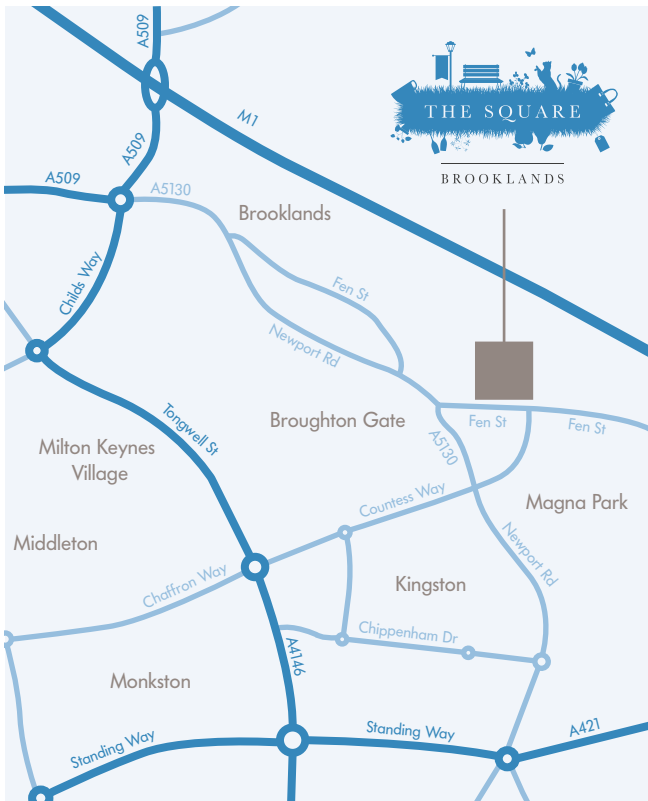 A509
M1
THE SQUARE
BROOKLANDS
A509
A509
A5130
Brooklands
Childs Way
Fen St
Newport Rd
Tongwell St
Broughton Gate
Fen St
Fen St
A5130
Milton Keynes
Village
Countess Way
Magna Park
Middleton
Newport Rd
Chaffron Way
Kingston
Chippenham Dr
A4146
Monkston
Standing Way
Standing Way
A421